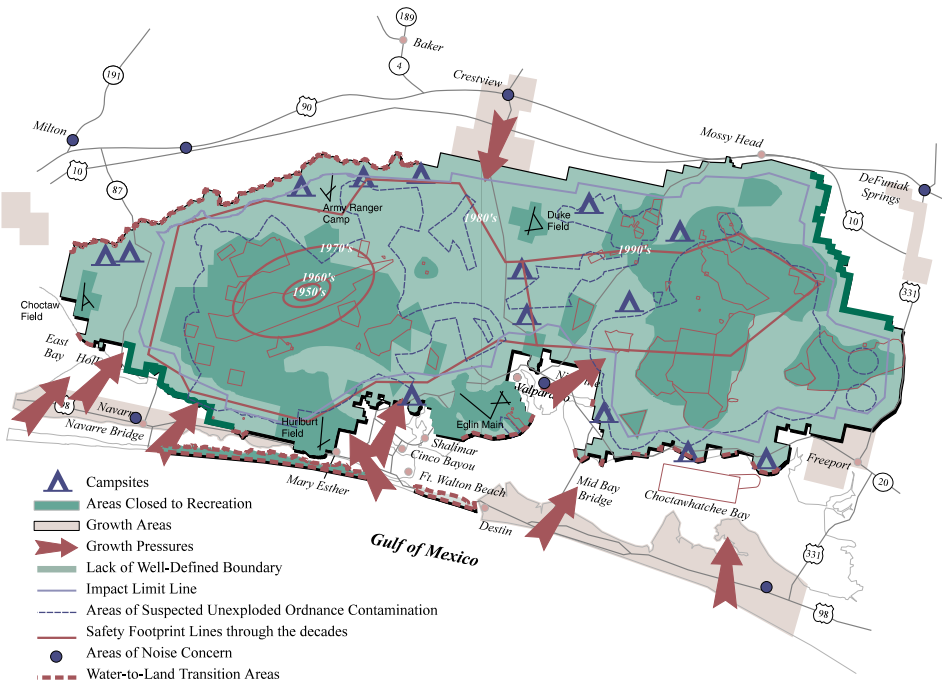 189
Baker
4
Crestview
191
90
Milton
10
87
Mossy Head
DeFuniak
Springs
10
331
Army Ranger
Camp
1980's
Duke
Field
1970's
1990's
1960's
1950's
Choctaw
Field
East
Bay
98
Navarre
Navarre Bridge
Hurlburt
Field
Eglin Main
Valparaiso
Shalimar
Cinco Bayou
Mary Esther
Ft. Walton Beach
Destin
Mid Bay
Bridge
Choctawhatchee Bay
Freeport
20
331
98
Gulf of Mexico
Campsites
Areas Closed to Recreation
Growth Areas
Growth Pressures
Lack of Well-Defined Boundary
Impact Limit Line
Areas of Suspected Unexploded Ordnance Contamination
Safety Footprint Lines through the decades
Areas of Noise Concern
Water-to-Land Transition Areas